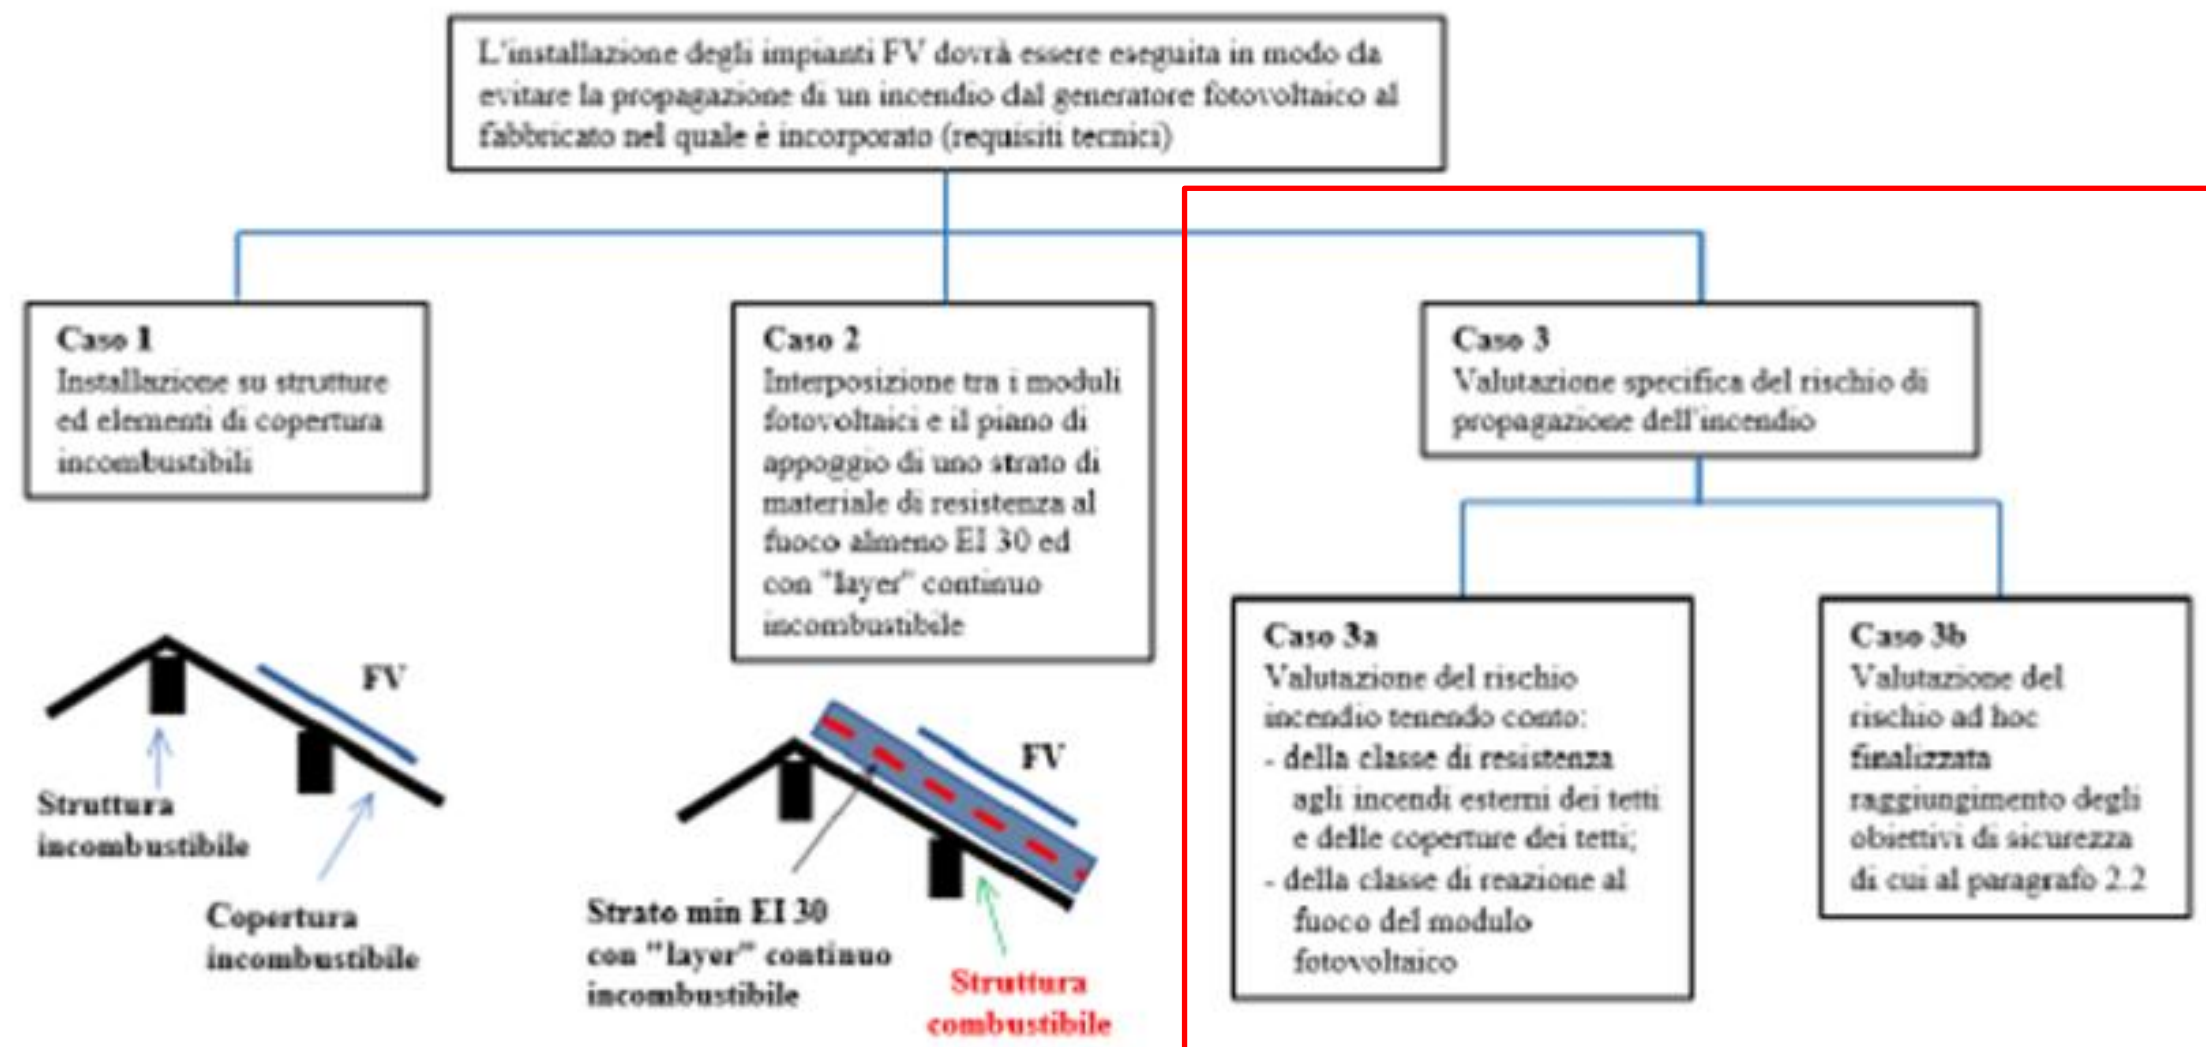 L'installazione degli impianti FV dovrà essere eseguita in modo da
evitare la propagazione di un incendio dal generatore fotovoltaico al
fabbricato nel quale è incorporato (requisiti tecnici)
Caso 1
Installazione su strutture
ed elementi di copertura
incombustibili
Caso 2
Interposizione tra i moduli
fotovoltaici e il piano di
appoggio di uno strato di
materiale di resistenza al
fuoco almeno EI 30 ed
con "layer" continuo
incombustibile
Caso 3
Valutazione specifica del rischio di
propagazione dell'incendio
Caso 3a
Valutazione del rischio
incendio tenendo conto:
- della classe di resistenza
agli incendi esterni dei tetti
e delle coperture dei tetti;
- della classe di reazione al
fuoco del modulo
fotovoltaico
Caso 3b
Valutazione del
rischio ad hoc
finalizzata
raggiungimento degli
obiettivi di sicurezza
di cui al paragrafo 2.2
FV
Struttura
incombustibile
Copertura
incombustibile
FV
Strato min EI 30
con "layer" continuo
incombustibile
Struttura
combustibile